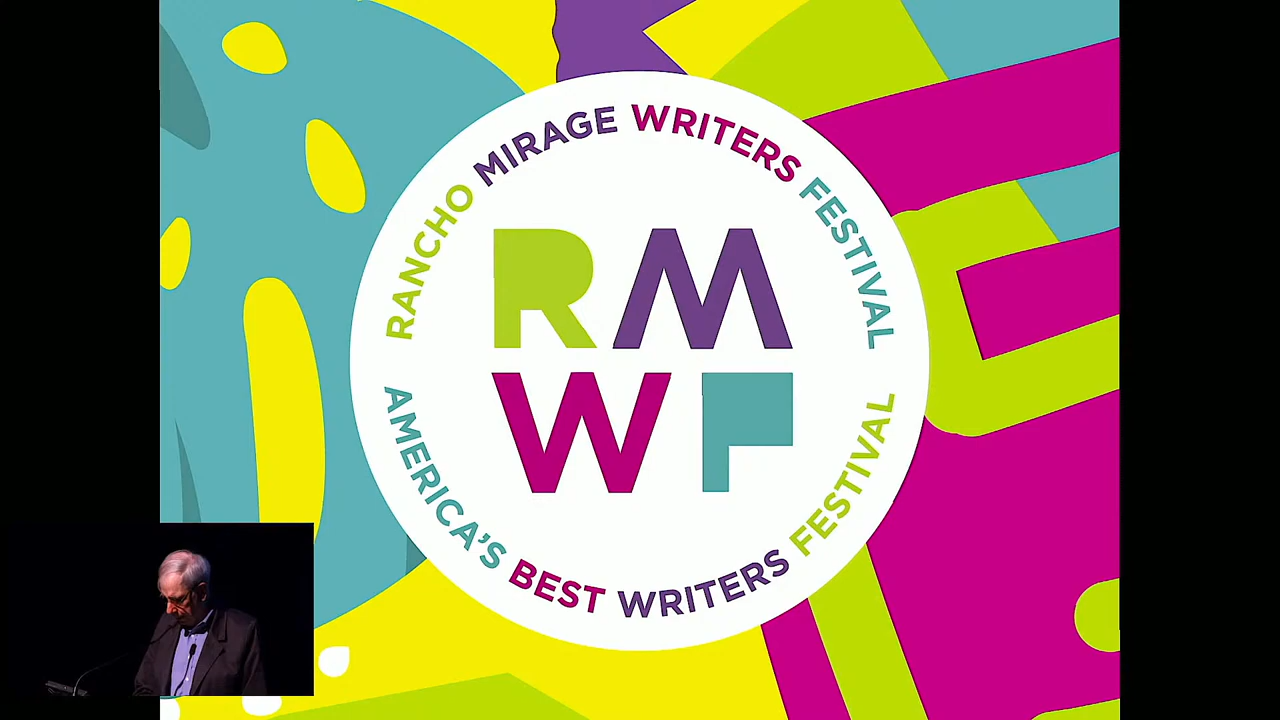 RANCHO MIRAGE WRITERS FESTIVAL
RM
WF
AMERICA'S BEST WRITERS FESTIVAL